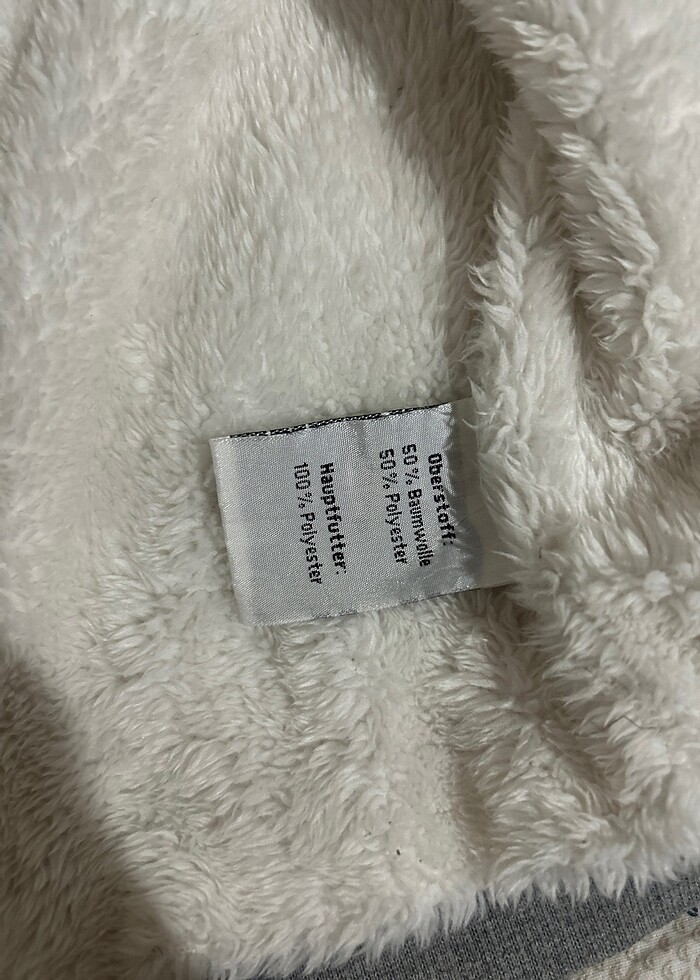 Oberstoff:
50% Baumwolle
50% Polyester
Hauptfutter:
100% Polyester